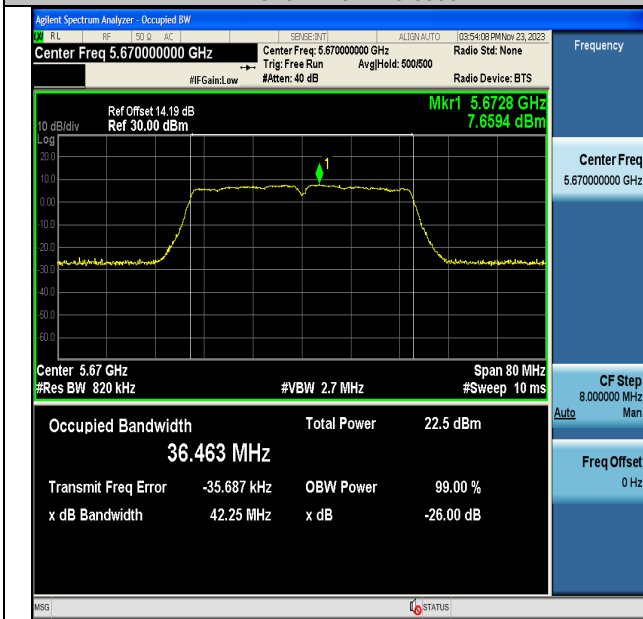 Agilent Spectrum Analyzer - Occupied BW
RL RF 50 Ω AC SENSE:INT ALIGN AUTO 03:54:08 PM Nov 23, 2023
Center Freq 5.670000000 GHz
Center Freq: 5.670000000 GHz
Radio Std: None
Trig: Free Run Avg|Hold: 500/500
#IFGain:Low #Atten: 40 dB Radio Device: BTS
Frequency
Mkr1 5.6728 GHz
7.6594 dBm
Ref Offset 14.19 dB
10 dB/div Ref 30.00 dBm
Log
20.0
10.0
0.00
-10.0
-20.0
-30.0
-40.0
-50.0
-60.0
1
Center 5.67 GHz Span 80 MHz
#Res BW 820 kHz #VBW 2.7 MHz #Sweep 10 ms
Occupied Bandwidth Total Power 22.5 dBm
36.463 MHz
Transmit Freq Error -35.687 kHz OBW Power 99.00 %
x dB Bandwidth 42.25 MHz x dB -26.00 dB
Center Freq
5.670000000 GHz
CF Step
8.000000 MHz
Auto Man
Freq Offset
0 Hz
MSG STATUS